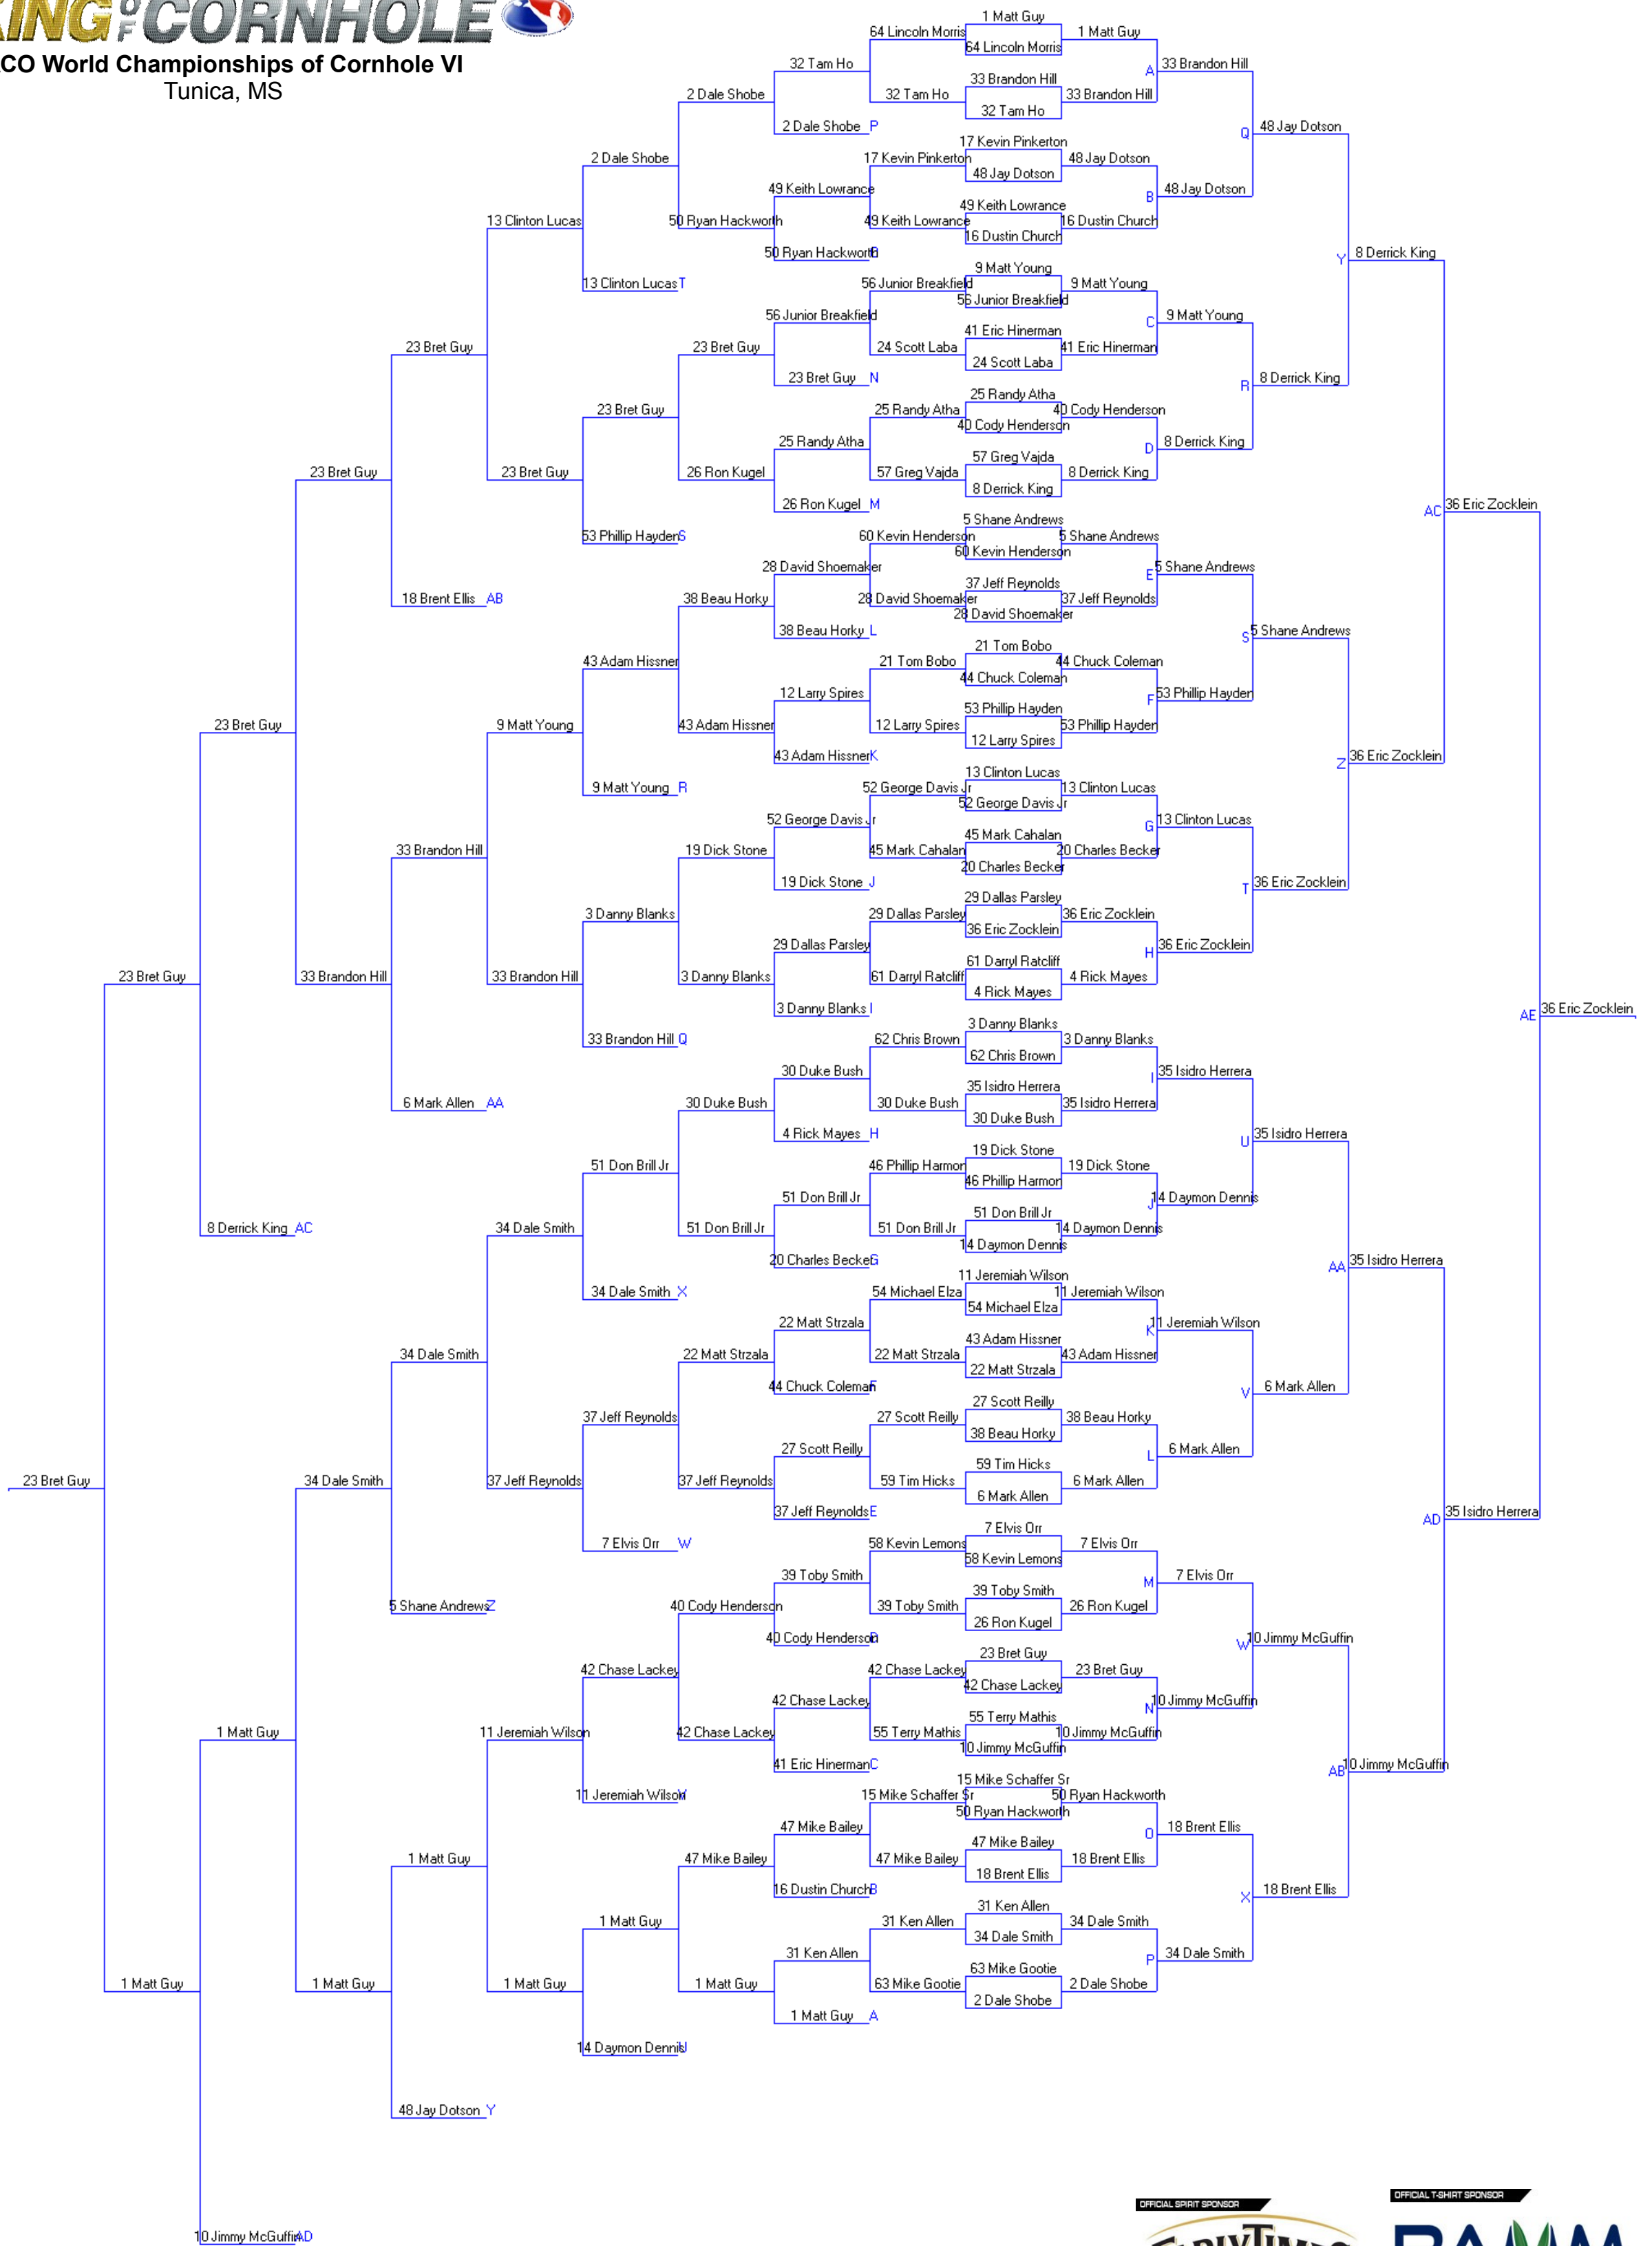 KING OF CORNHOLE
CO World Championships of Cornhole VI
Tunica, MS
23 Bret Guy
23 Bret Guy
1 Matt Guy
23 Bret Guy
8 Derrick King AC
1 Matt Guy
10 Jimmy McGuffin AD
23 Bret Guy
33 Brandon Hill
34 Dale Smith
1 Matt Guy
23 Bret Guy
18 Brent Ellis AB
33 Brandon Hill
6 Mark Allen AA
34 Dale Smith
5 Shane Andrews Z
1 Matt Guy
48 Jay Dotson Y
13 Clinton Lucas
23 Bret Guy
9 Matt Young
33 Brandon Hill
34 Dale Smith
37 Jeff Reynolds
11 Jeremiah Wilson
1 Matt Guy
2 Dale Shobe
13 Clinton Lucas T
23 Bret Guy
53 Phillip Hayden S
43 Adam Hissner
9 Matt Young R
3 Danny Blanks
33 Brandon Hill Q
51 Don Brill Jr
34 Dale Smith X
37 Jeff Reynolds
7 Elvis Orr W
42 Chase Lackey
11 Jeremiah Wilson
1 Matt Guy
14 Daymon Dennis U
2 Dale Shobe
50 Ryan Hackworth
23 Bret Guy
26 Ron Kugel
38 Beau Horky
43 Adam Hissner
19 Dick Stone
3 Danny Blanks
30 Duke Bush
51 Don Brill Jr
22 Matt Strzala
37 Jeff Reynolds
40 Cody Henderson
42 Chase Lackey
47 Mike Bailey
1 Matt Guy
32 Tam Ho
2 Dale Shobe P
49 Keith Lowrance
50 Ryan Hackworth
56 Junior Breakfield
23 Bret Guy N
25 Randy Atha
26 Ron Kugel M
28 David Shoemaker
38 Beau Horky L
12 Larry Spires
43 Adam Hissner K
52 George Davis Jr
19 Dick Stone J
29 Dallas Parsley
3 Danny Blanks I
30 Duke Bush
4 Rick Mayes H
51 Don Brill Jr
20 Charles Becker G
22 Matt Strzala
44 Chuck Coleman F
27 Scott Reilly
37 Jeff Reynolds E
39 Toby Smith
40 Cody Henderson
42 Chase Lackey
41 Eric Hinerman C
47 Mike Bailey
16 Dustin Church B
31 Ken Allen
1 Matt Guy A
64 Lincoln Morris
32 Tam Ho
17 Kevin Pinkerton
49 Keith Lowrance
56 Junior Breakfield
24 Scott Laba
25 Randy Atha
57 Greg Vajda
60 Kevin Henderson
28 David Shoemaker
21 Tom Bobo
12 Larry Spires
52 George Davis Jr
45 Mark Cahalan
29 Dallas Parsley
61 Darryl Ratcliff
62 Chris Brown
30 Duke Bush
46 Phillip Harmon
51 Don Brill Jr
54 Michael Elza
22 Matt Strzala
27 Scott Reilly
59 Tim Hicks
58 Kevin Lemons
39 Toby Smith
42 Chase Lackey
55 Terry Mathis
15 Mike Schaffer Sr
47 Mike Bailey
31 Ken Allen
63 Mike Gootie
1 Matt Guy
64 Lincoln Morris
33 Brandon Hill
32 Tam Ho
17 Kevin Pinkerton
48 Jay Dotson
49 Keith Lowrance
16 Dustin Church
9 Matt Young
56 Junior Breakfield
41 Eric Hinerman
24 Scott Laba
25 Randy Atha
40 Cody Henderson
57 Greg Vajda
8 Derrick King
5 Shane Andrews
60 Kevin Henderson
37 Jeff Reynolds
28 David Shoemaker
21 Tom Bobo
44 Chuck Coleman
53 Phillip Hayden
12 Larry Spires
13 Clinton Lucas
52 George Davis Jr
45 Mark Cahalan
20 Charles Becker
29 Dallas Parsley
36 Eric Zocklein
61 Darryl Ratcliff
4 Rick Mayes
3 Danny Blanks
62 Chris Brown
35 Isidro Herrera
30 Duke Bush
19 Dick Stone
46 Phillip Harmon
51 Don Brill Jr
14 Daymon Dennis
11 Jeremiah Wilson
54 Michael Elza
43 Adam Hissner
22 Matt Strzala
27 Scott Reilly
38 Beau Horky
59 Tim Hicks
6 Mark Allen
7 Elvis Orr
58 Kevin Lemons
39 Toby Smith
26 Ron Kugel
23 Bret Guy
42 Chase Lackey
55 Terry Mathis
10 Jimmy McGuffin
15 Mike Schaffer Sr
50 Ryan Hackworth
47 Mike Bailey
18 Brent Ellis
31 Ken Allen
34 Dale Smith
63 Mike Gootie
2 Dale Shobe
1 Matt Guy
33 Brandon Hill
48 Jay Dotson
16 Dustin Church
9 Matt Young
41 Eric Hinerman
40 Cody Henderson
8 Derrick King
5 Shane Andrews
37 Jeff Reynolds
44 Chuck Coleman
53 Phillip Hayden
13 Clinton Lucas
20 Charles Becker
36 Eric Zocklein
4 Rick Mayes
3 Danny Blanks
35 Isidro Herrera
19 Dick Stone
14 Daymon Dennis
11 Jeremiah Wilson
43 Adam Hissner
38 Beau Horky
6 Mark Allen
7 Elvis Orr
26 Ron Kugel
23 Bret Guy
10 Jimmy McGuffin
50 Ryan Hackworth
18 Brent Ellis
34 Dale Smith
2 Dale Shobe
A 33 Brandon Hill
B 48 Jay Dotson
C 9 Matt Young
D 8 Derrick King
E 5 Shane Andrews
F 53 Phillip Hayden
G 13 Clinton Lucas
H 36 Eric Zocklein
I 35 Isidro Herrera
J 14 Daymon Dennis
K 11 Jeremiah Wilson
L 6 Mark Allen
M 7 Elvis Orr
N 10 Jimmy McGuffin
O 18 Brent Ellis
P 34 Dale Smith
Q 48 Jay Dotson
R 8 Derrick King
S 5 Shane Andrews
T 36 Eric Zocklein
U 35 Isidro Herrera
V 6 Mark Allen
W 10 Jimmy McGuffin
X 18 Brent Ellis
Y 8 Derrick King
Z 36 Eric Zocklein
AA 35 Isidro Herrera
AB 10 Jimmy McGuffin
AC 36 Eric Zocklein
AD 35 Isidro Herrera
AE 36 Eric Zocklein
OFFICIAL SPIRIT SPONSOR
OFFICIAL T-SHIRT SPONSOR